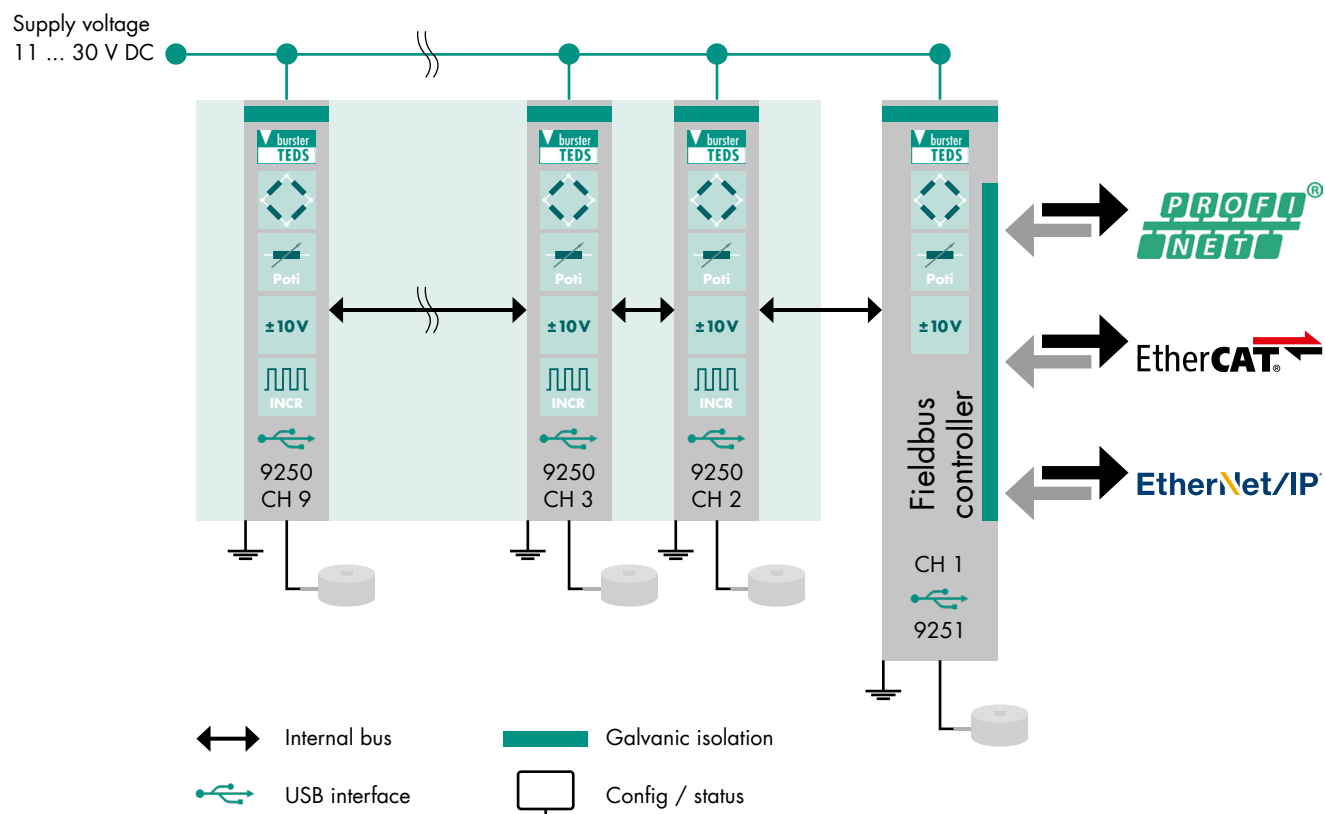 Supply voltage
11 ... 30 V DC
burster
TEDS
Poti
±10V
INCR
9250
CH 9
burster
TEDS
Poti
±10V
INCR
9250
CH 3
burster
TEDS
Poti
±10V
INCR
9250
CH 2
burster
TEDS
Poti
±10V
Fieldbus
controller
CH 1
9251
PROFI®
NET
EtherCAT®
EtherNet/IP
Internal bus
Galvanic isolation
USB interface
Config / status